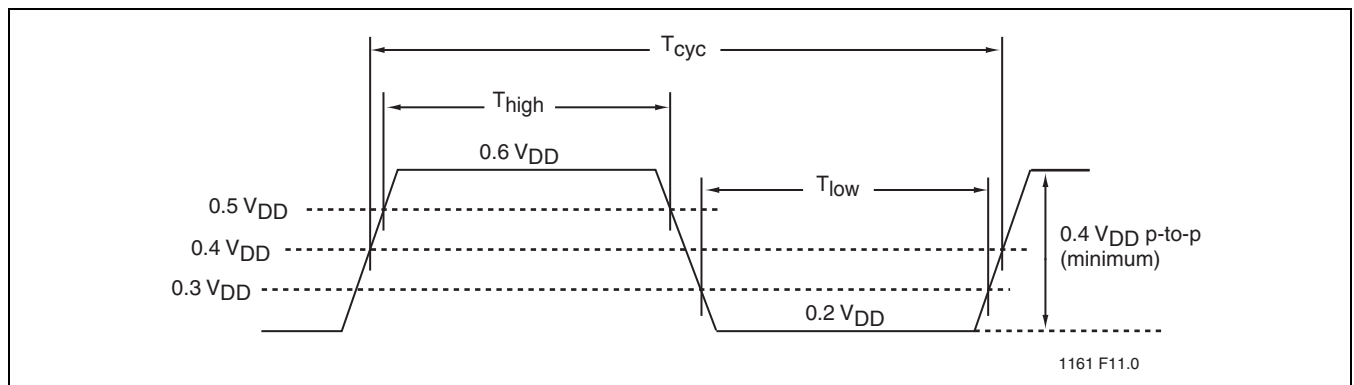 Tcyc
Thigh
0.6 VDD
Tlow
0.5 VDD
0.4 VDD
0.4 VDD p-to-p
(minimum)
0.3 VDD
0.2 VDD
1161 F11.0